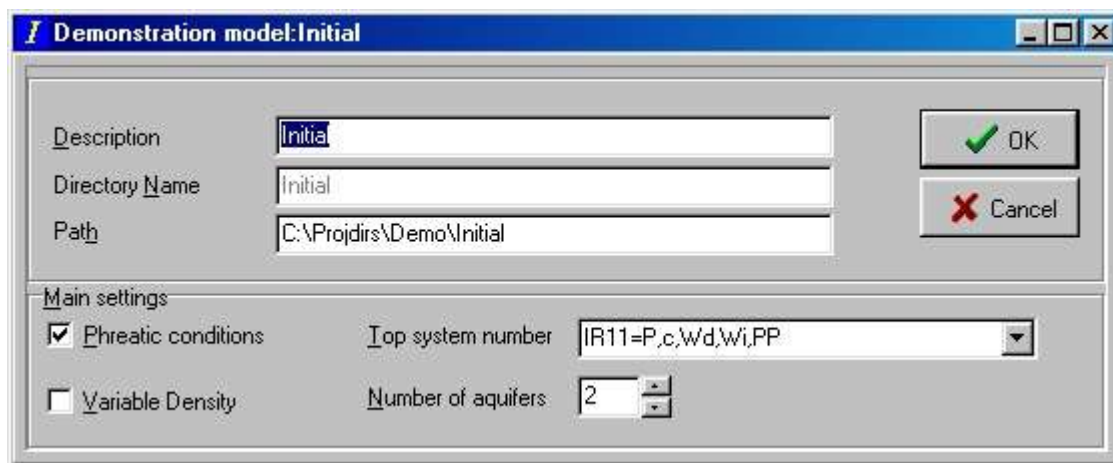 Demonstration model:Initial
Description Initial
OK
Directory Name Initial
Cancel
Path C:\Projdirs\Demo\Initial
Main settings
Phreatic conditions Top system number IR11=P,c,Wd,Wi,PP
Variable Density Number of aquifers 2